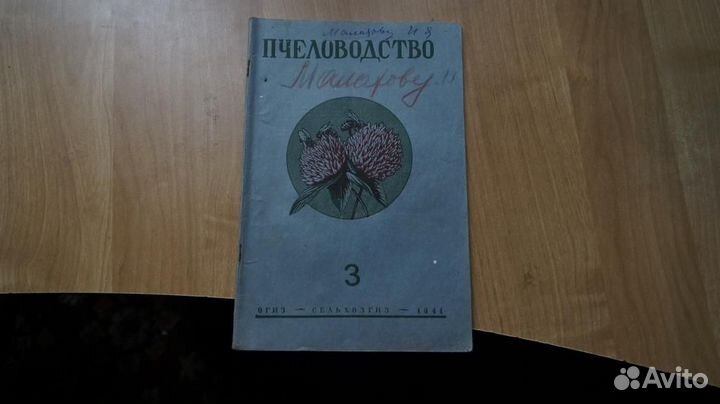 Малахову И Я
ПЧЕЛОВОДСТВО
Малахову
3
ОГИЗ — СЕЛЬХОЗГИЗ — 1941
Avito